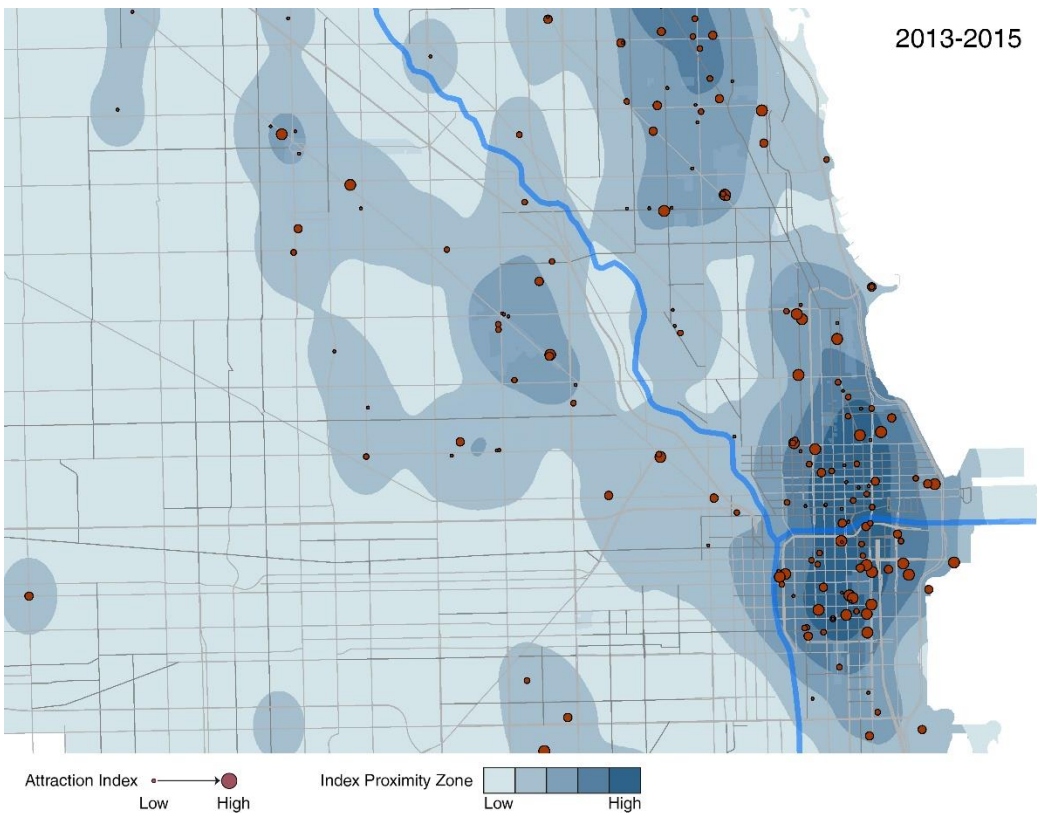 2013-2015
Attraction Index
Low
High
Index Proximity Zone
Low
High